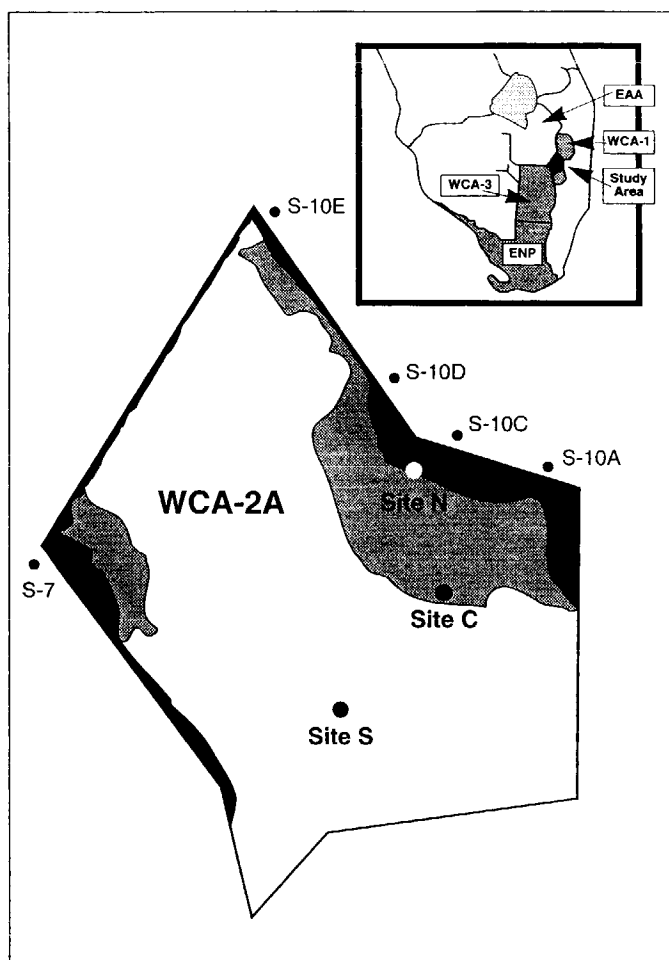 EAA
WCA-1
Study
Area
WCA-3
ENP
S-10E
S-10D
S-10C
S-10A
Site N
WCA-2A
S-7
Site C
Site S